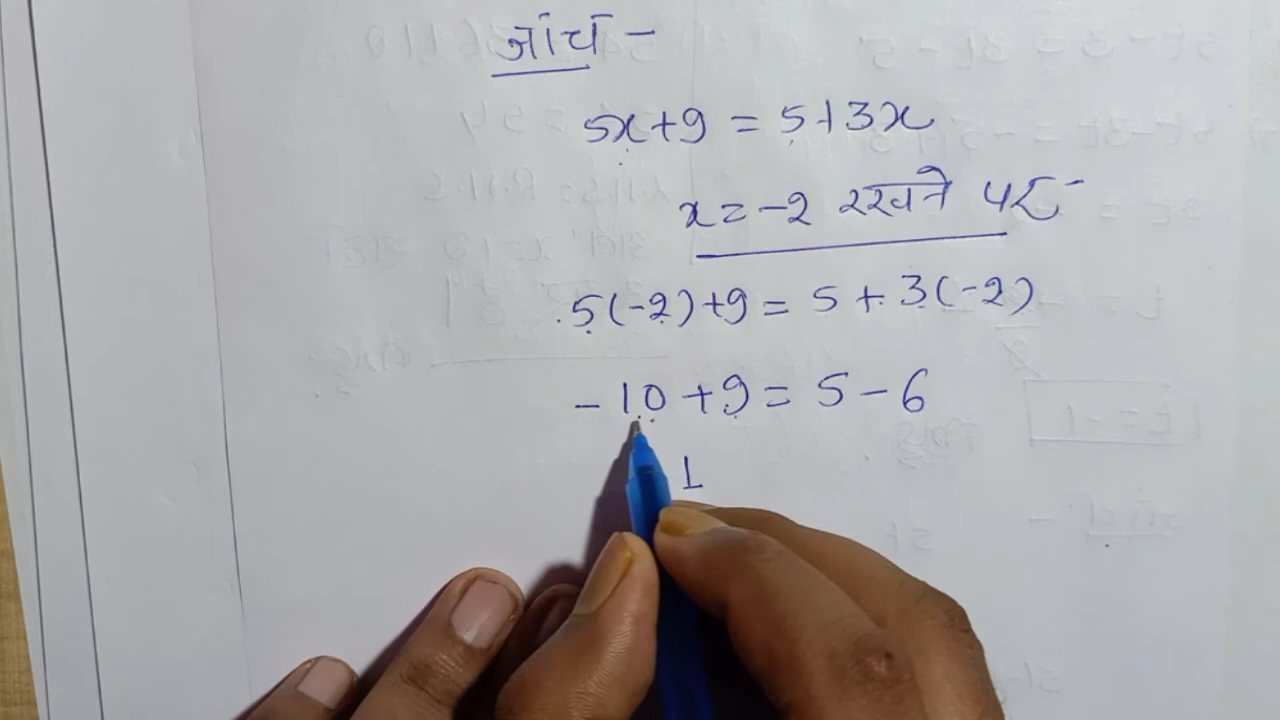 जांच -
5x+9 = 5+3x
x=-2 रखने पर -
5(-2)+9 = 5+3(-2)
-10+9 = 5-6
1